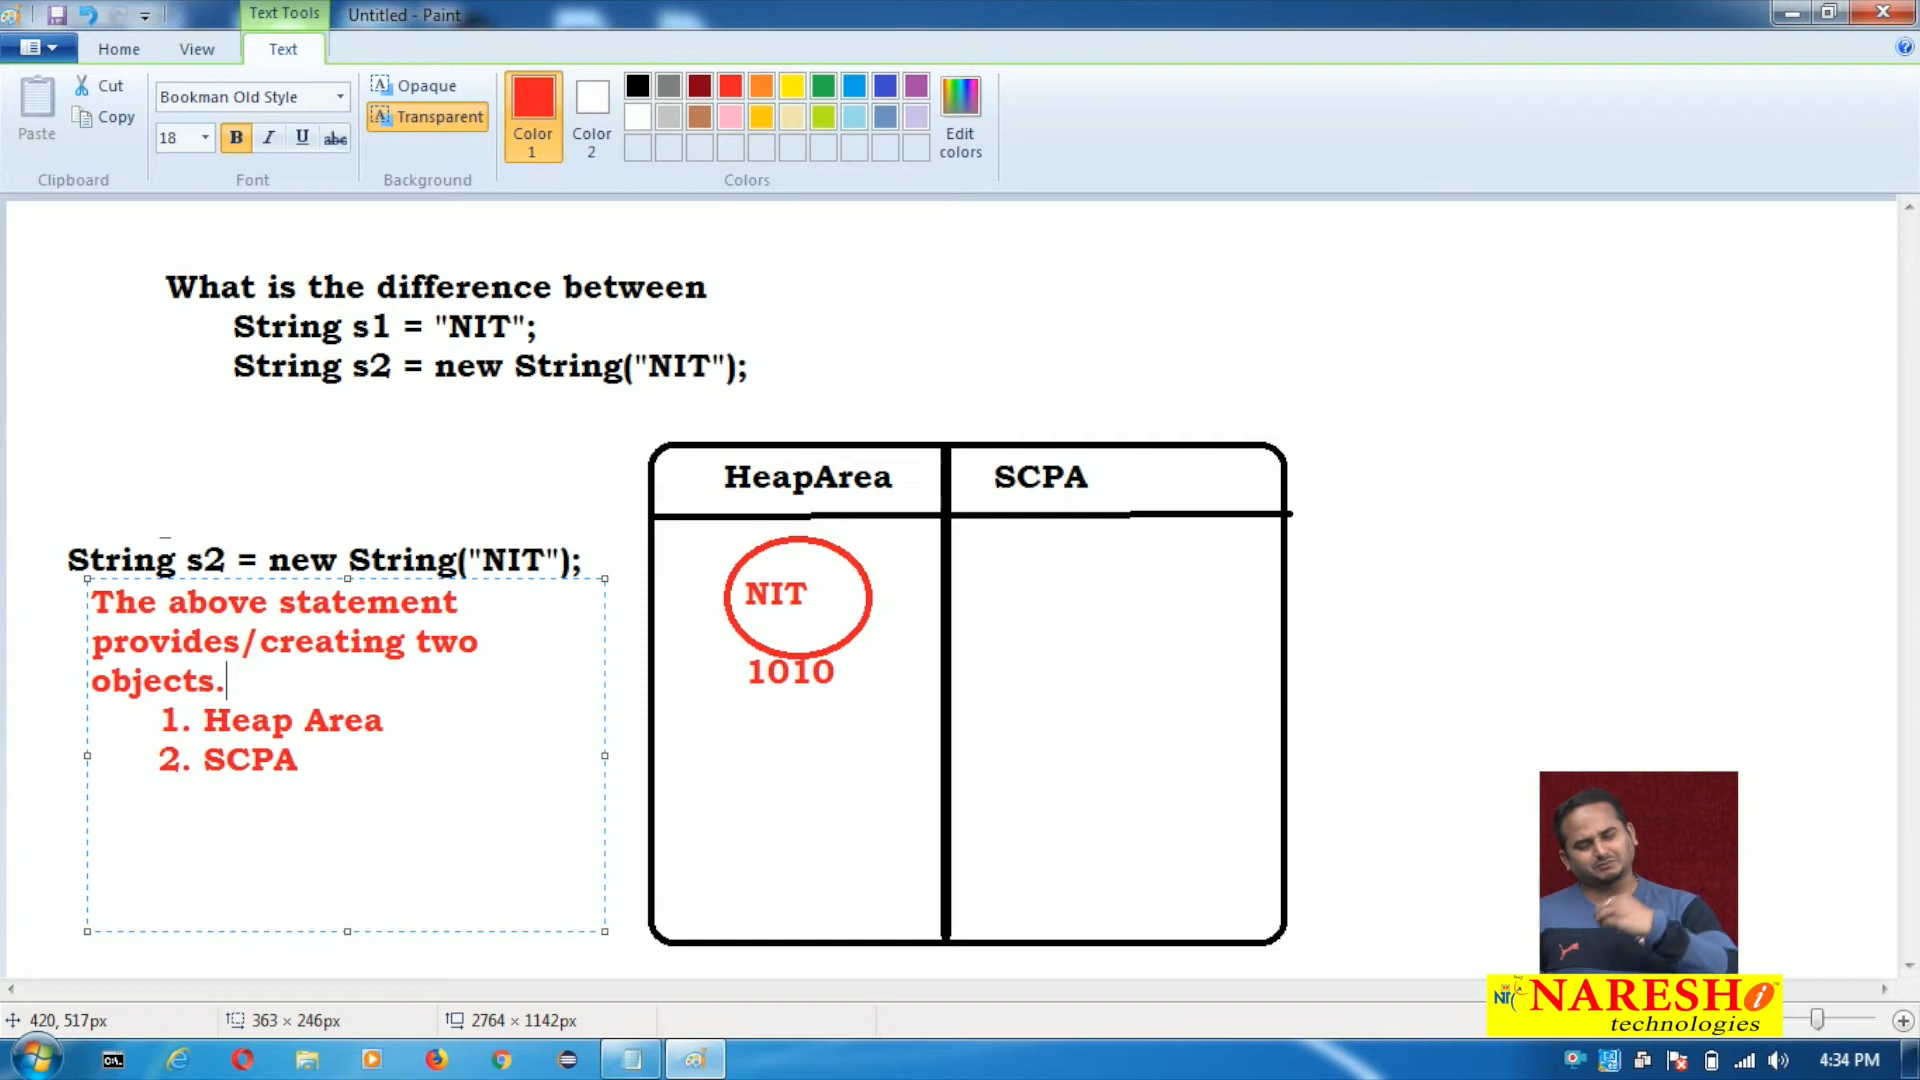 Text Tools
Untitled - Paint
Home
View
Text
Paste
Cut
Copy
Clipboard
Bookman Old Style
18
B
I
U
abc
Font
Opaque
Transparent
Background
Color
1
Color
2
Edit
colors
Colors
What is the difference between
String s1 = "NIT";
String s2 = new String("NIT");
HeapArea
SCPA
String s2 = new String("NIT");
The above statement
provides/creating two
objects.
1. Heap Area
2. SCPA
NIT
1010
NARESH i
technologies
420, 517px
363 × 246px
2764 × 1142px
4:34 PM